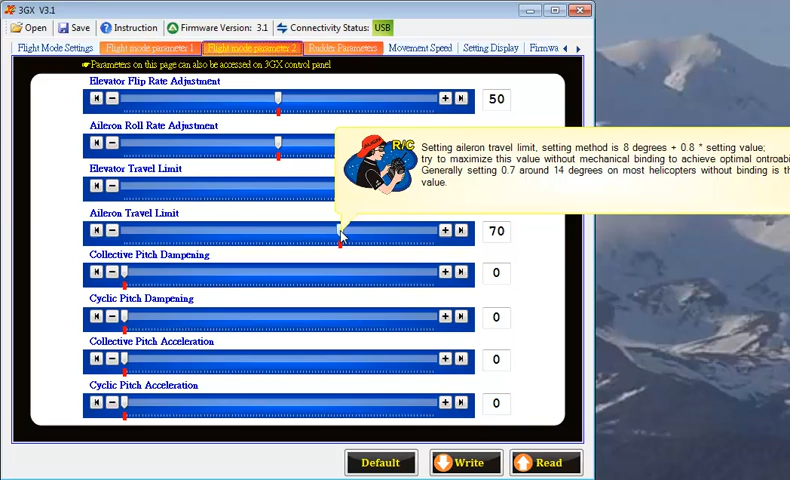 3GX V3.1
Open Save Instruction Firmware Version: 3.1 Connectivity Status: USB
Flight Mode Settings Flight mode parameter 1 Flight mode parameter 2 Rudder Parameters Movement Speed Setting Display Firmwa
Parameters on this page can also be accessed on 3GX control panel
Elevator Flip Rate Adjustment
50
Aileron Roll Rate Adjustment
R/C
Setting aileron travel limit, setting method is 8 degrees + 0.8 * setting value;
try to maximize this value without mechanical binding to achieve optimal ontroabi
Generally setting 0.7 around 14 degrees on most helicopters without binding is th
value.
Elevator Travel Limit
Aileron Travel Limit
70
Collective Pitch Dampening
0
Cyclic Pitch Dampening
0
Collective Pitch Acceleration
0
Cyclic Pitch Acceleration
0
Default Write Read